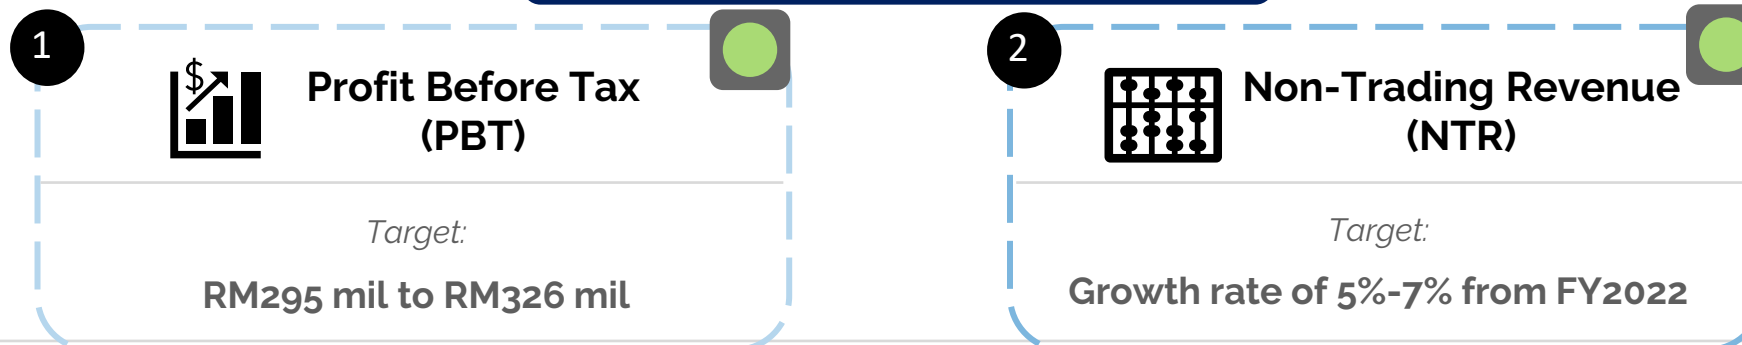 1
$
Profit Before Tax
(PBT)
Target:
RM295 mil to RM326 mil
2
Non-Trading Revenue
(NTR)
Target:
Growth rate of 5%-7% from FY2022